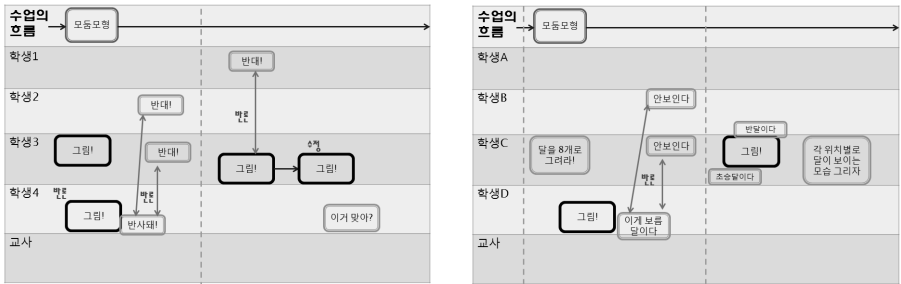 수업의
흐름
모둠모형
학생1
반대!
학생2
반대!
반론
학생3
그림!
반대!
수정
그림!
그림!
학생4
반론
반론
그림!
반사돼!
이거 맞아?
교사
수업의
흐름
모둠모형
학생A
학생B
안보인다
학생C
달을 8개로
그려라!
안보인다
반달이다
그림!
초승달이다
각 위치별로
달이 보이는
모습 그리자
반론
학생D
그림!
이게 보름
달이다
교사